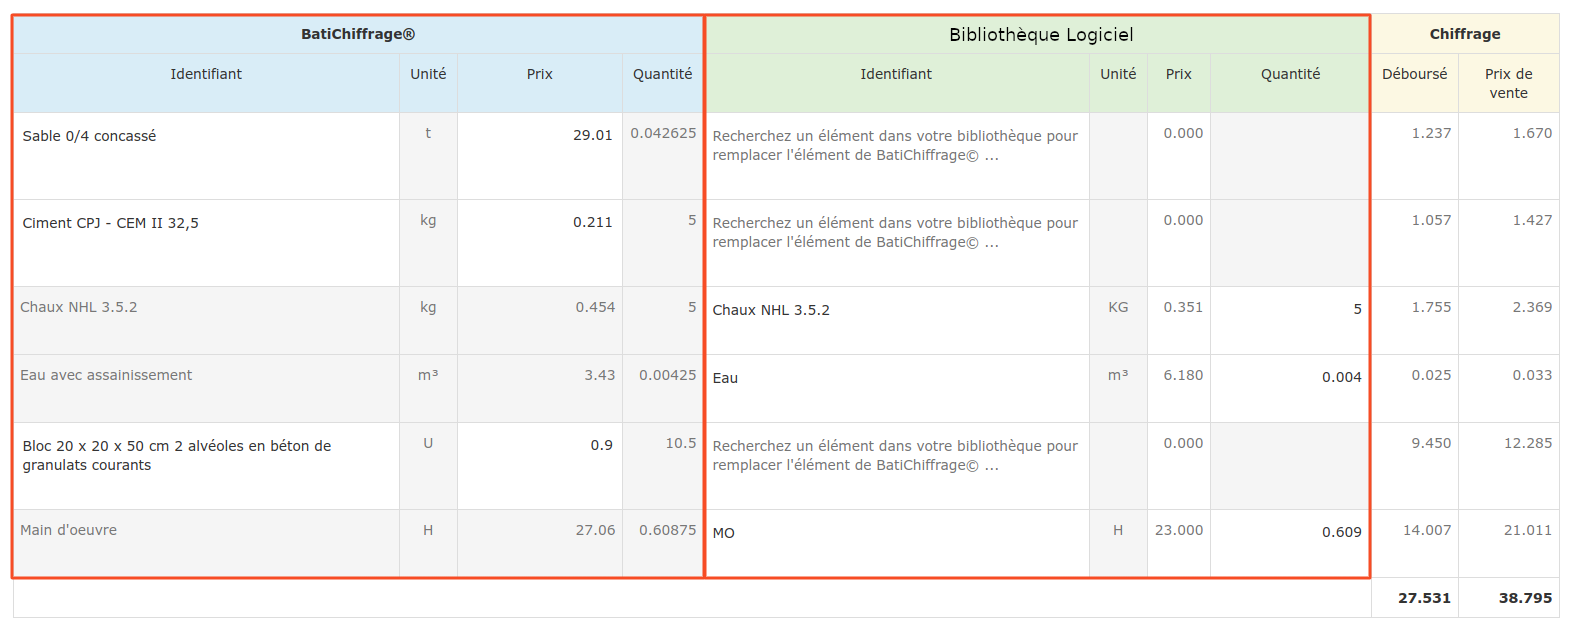 BatiChiffrage® Bibliothèque Logiciel Chiffrage
Identifiant Unité Prix Quantité Identifiant Unité Prix Quantité Déboursé Prix de
vente
Sable 0/4 concassé t 29.01 0.042625 Recherchez un élément dans votre bibliothèque pour 0.000 1.237 1.670
remplacer l'élément de BatiChiffrage© ...
Ciment CPJ - CEM II 32,5 kg 0.211 5 Recherchez un élément dans votre bibliothèque pour 0.000 1.057 1.427
remplacer l'élément de BatiChiffrage© ...
Chaux NHL 3.5.2 kg 0.454 5 Chaux NHL 3.5.2 KG 0.351 5 1.755 2.369
Eau avec assainissement m³ 3.43 0.00425 Eau m³ 6.180 0.004 0.025 0.033
Bloc 20 x 20 x 50 cm 2 alvéoles en béton de U 0.9 10.5 Recherchez un élément dans votre bibliothèque pour 0.000 9.450 12.285
granulats courants remplacer l'élément de BatiChiffrage© ...
Main d'oeuvre H 27.06 0.60875 MO H 23.000 0.609 14.007 21.011
27.531 38.795